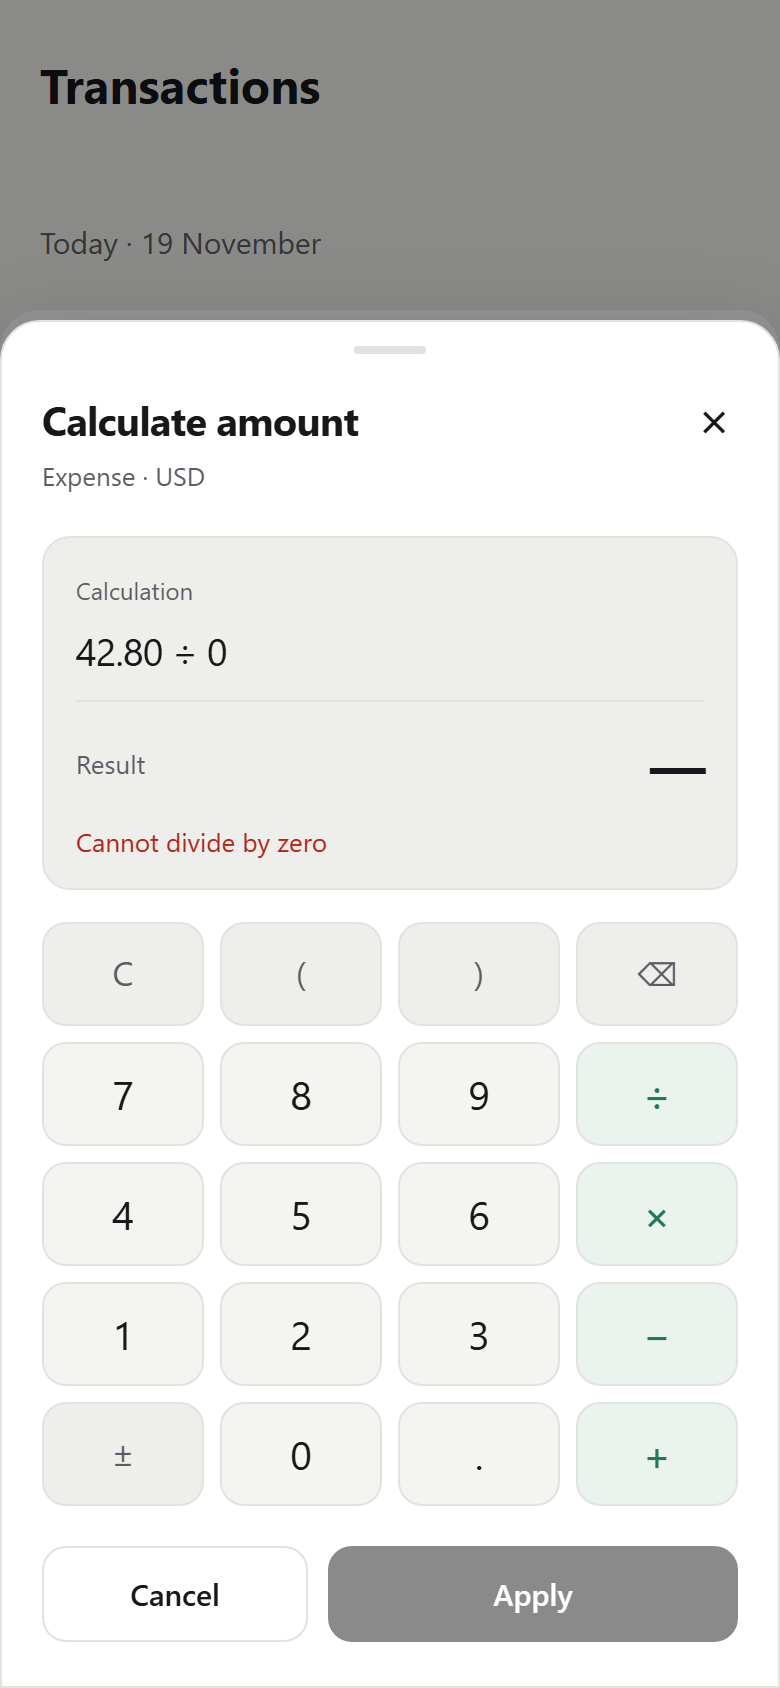 Transactions
Today · 19 November
Calculate amount ✕
Expense · USD
Calculation
42.80 ÷ 0
Result —
Cannot divide by zero
C ( ) ⌫
7 8 9 ÷
4 5 6 ×
1 2 3 −
± 0 . +
Cancel Apply